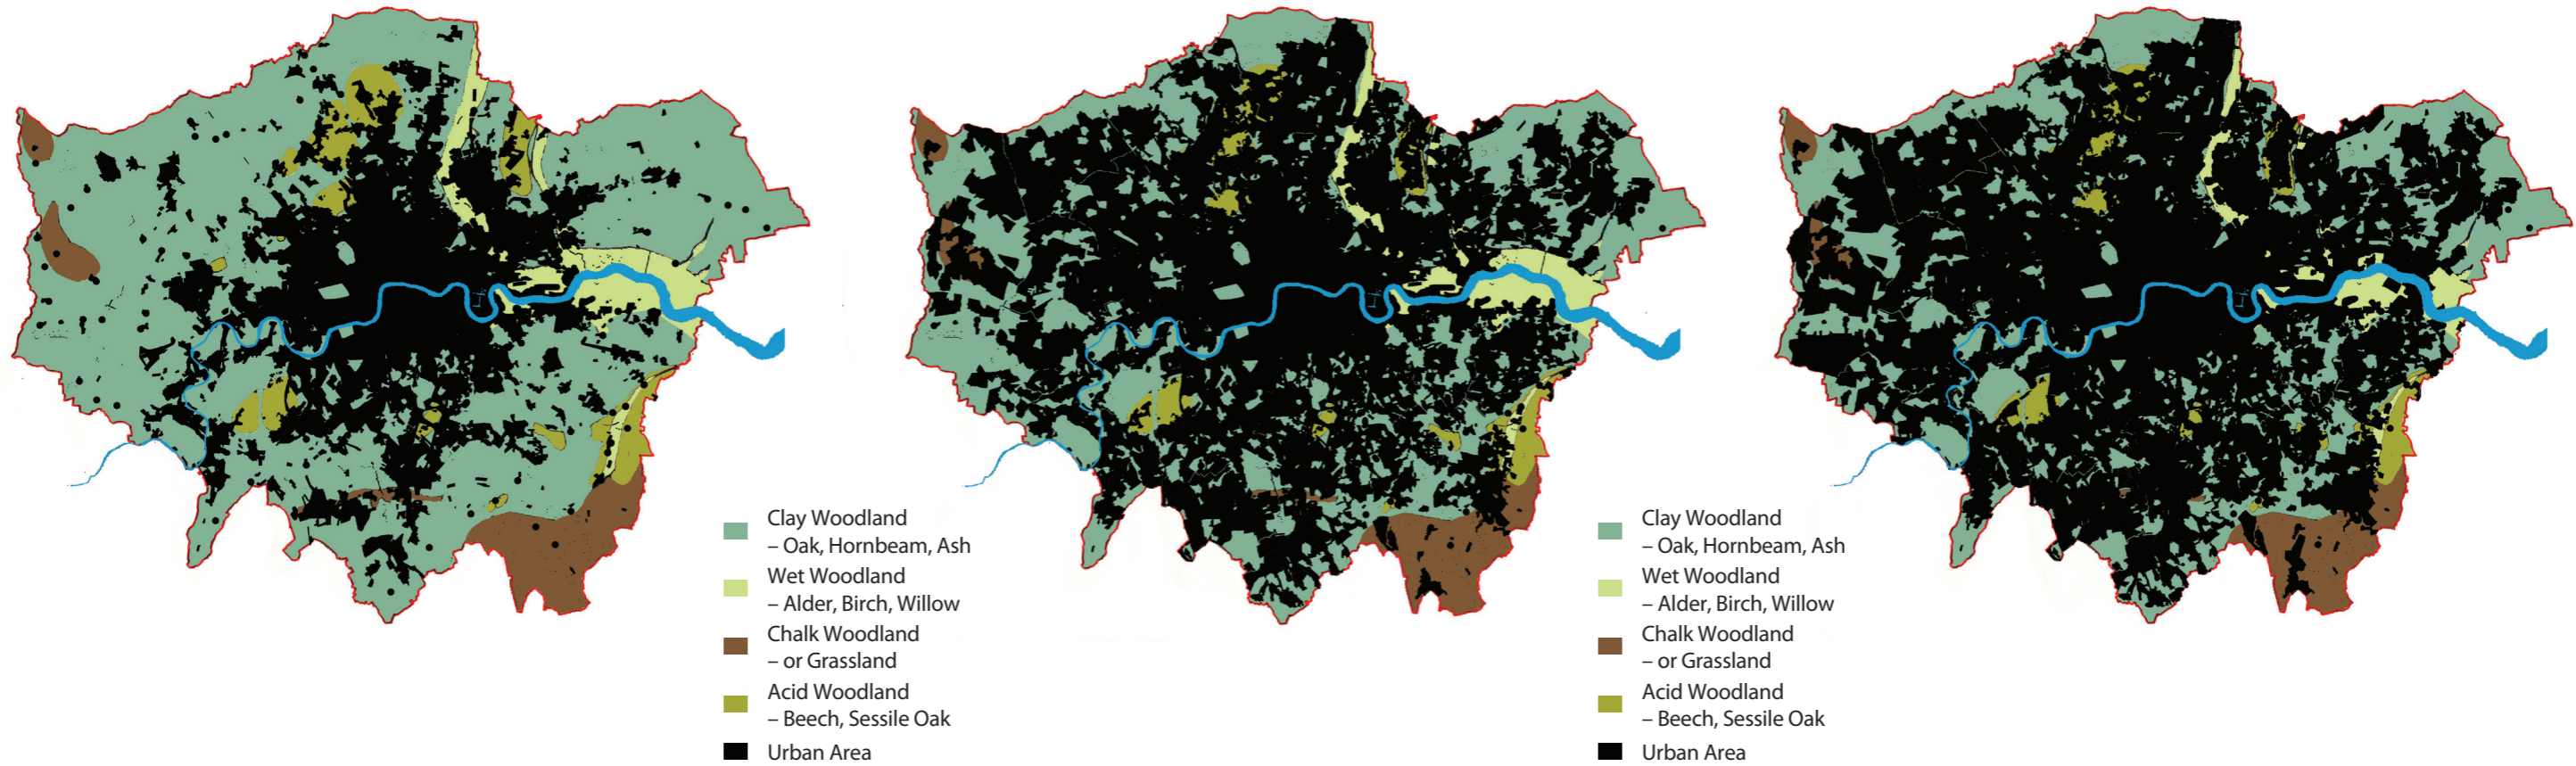 Clay Woodland
– Oak, Hornbeam, Ash
Wet Woodland
– Alder, Birch, Willow
Chalk Woodland
– or Grassland
Acid Woodland
– Beech, Sessile Oak
Urban Area
Clay Woodland
– Oak, Hornbeam, Ash
Wet Woodland
– Alder, Birch, Willow
Chalk Woodland
– or Grassland
Acid Woodland
– Beech, Sessile Oak
Urban Area